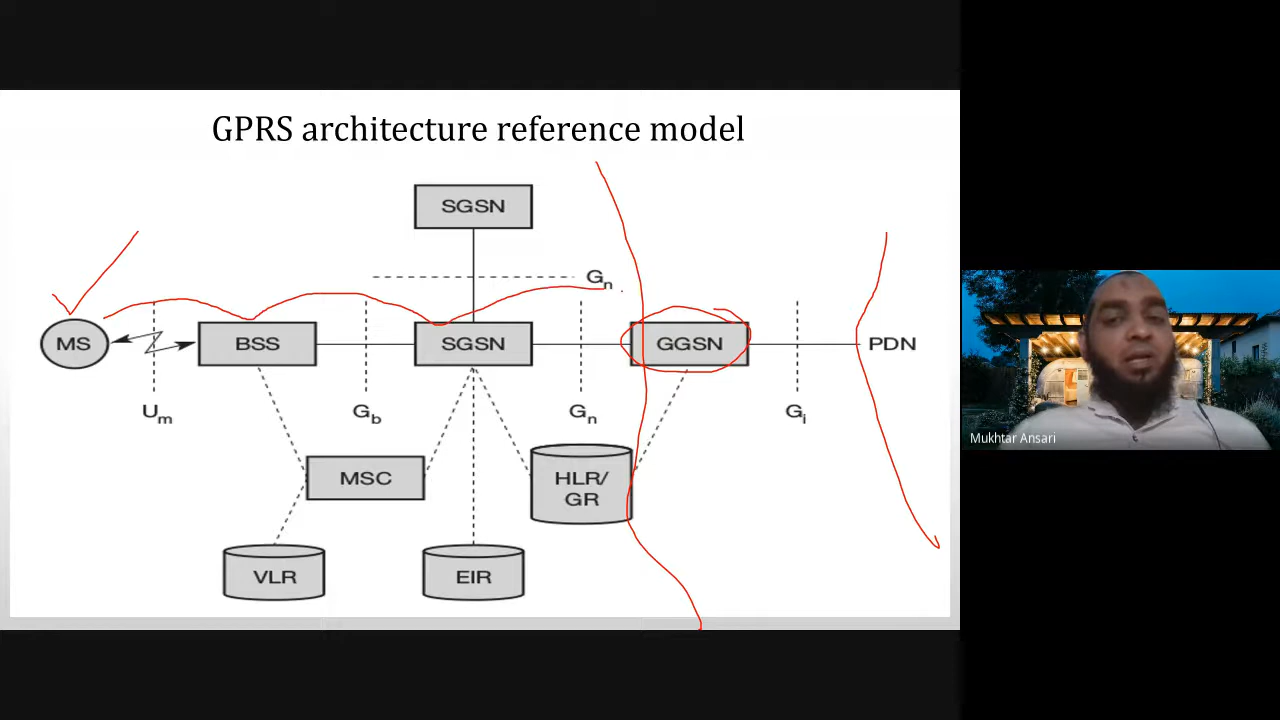 GPRS architecture reference model
SGSN
Gn
MS
BSS
SGSN
GGSN
PDN
Um
Gb
Gn
Gi
MSC
HLR/
GR
VLR
EIR
Mukhtar Ansari